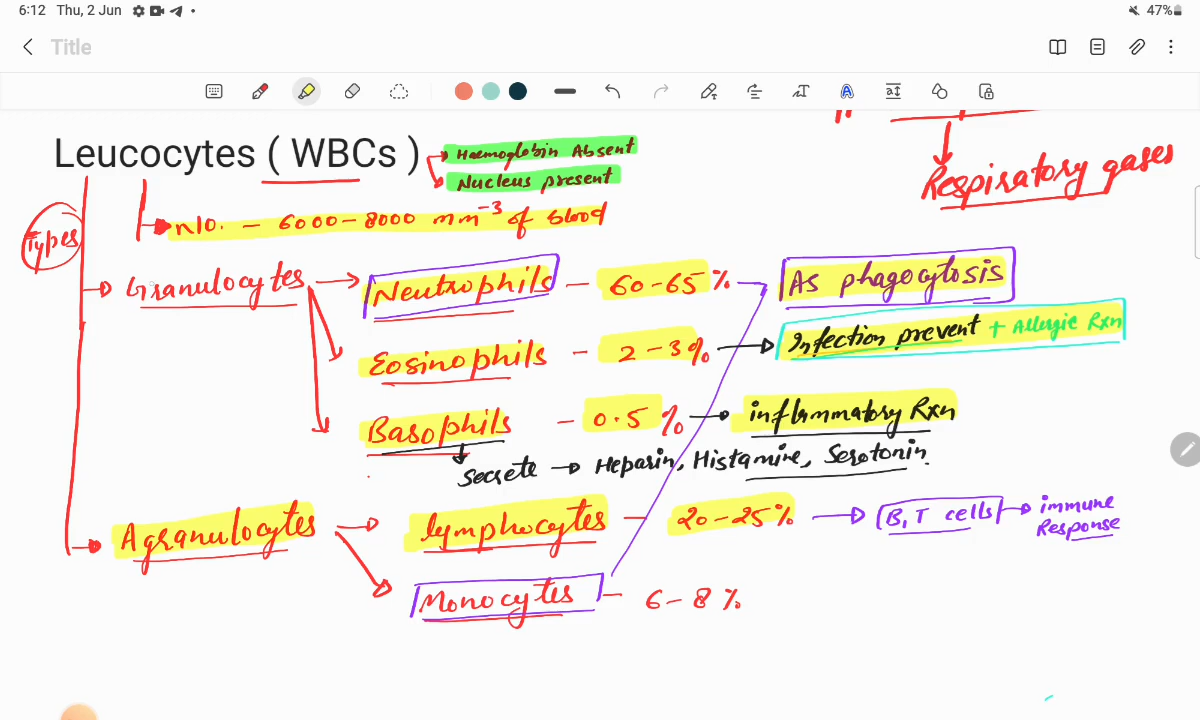 6:12 Thu, 2 Jun 47%
Title
Leucocytes ( WBCs )
Haemoglobin Absent
Nucleus present
Respiratory gases
Types
n/o. – 6000-8000 mm⁻³ of blood
Granulocytes Neutrophils – 60-65% As phagocytosis
Eosinophils – 2-3% Infection prevent + Allergic Rxn
Basophils – 0.5% inflammatory Rxn
Secrete → Heparin, Histamine, Serotonin.
Agranulocytes lymphocytes – 20-25% (B, T cells) immune
Response
Monocytes – 6-8%